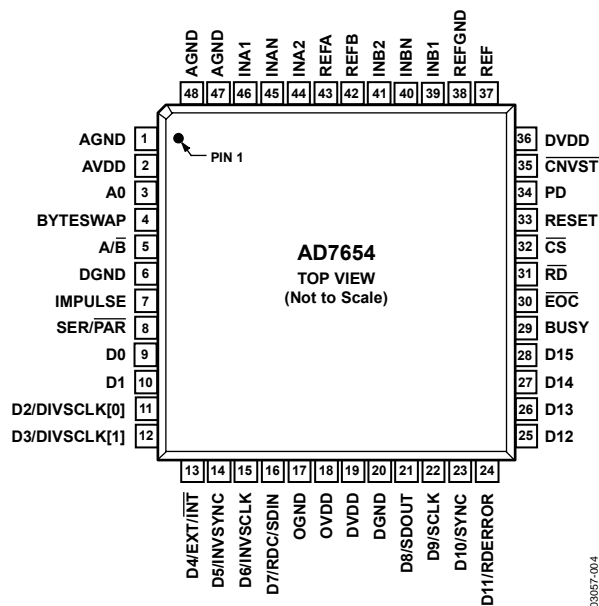 AGND
AGND
INA1
INAN
INA2
REFA
REFB
INB2
INBN
INB1
REFGND
REF
48 47 46 45 44 43 42 41 40 39 38 37
AGND 1
AVDD 2
A0 3
BYTESWAP 4
A/B̅ 5
DGND 6
IMPULSE 7
SER/P̅A̅R̅ 8
D0 9
D1 10
D2/DIVSCLK[0] 11
D3/DIVSCLK[1] 12
PIN 1
AD7654
TOP VIEW
(Not to Scale)
36 DVDD
35 C̅N̅V̅S̅T̅
34 PD
33 RESET
32 C̅S̅
31 R̅D̅
30 E̅O̅C̅
29 BUSY
28 D15
27 D14
26 D13
25 D12
13 14 15 16 17 18 19 20 21 22 23 24
D4/EXT/I̅N̅T̅
D5/INVSYNC
D6/INVSCLK
D7/RDC/SDIN
OGND
OVDD
DVDD
DGND
D8/SDOUT
D9/SCLK
D10/SYNC
D11/RDERROR
03057-004